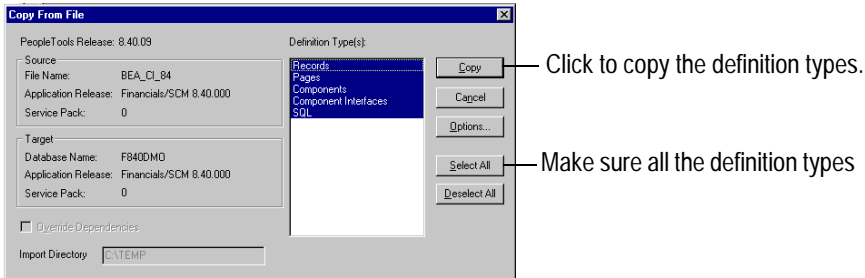 Copy From File
PeopleTools Release: 8.40.09
Source
File Name: BEA_CI_84
Application Release: Financials/SCM 8.40.000
Service Pack: 0
Target
Database Name: F840DMO
Application Release: Financials/SCM 8.40.000
Service Pack: 0
Override Dependencies
Import Directory C:\TEMP
Definition Type(s):
Records
Pages
Components
Component Interfaces
SQL
Copy
Cancel
Options...
Select All
Deselect All
Click to copy the definition types.
Make sure all the definition types